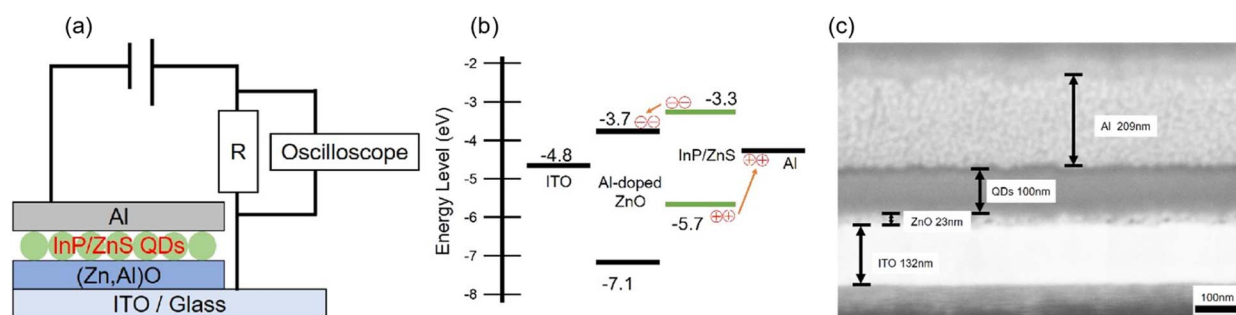 (a)
R
Oscilloscope
Al
InP/ZnS QDs
(Zn,Al)O
ITO / Glass
(b)
Energy Level (eV)
-2
-3
-4
-5
-6
-7
-8
-4.8
ITO
-3.7
Al-doped
ZnO
-7.1
-3.3
InP/ZnS
-5.7
Al
(c)
Al 209nm
QDs 100nm
ZnO 23nm
ITO 132nm
100nm